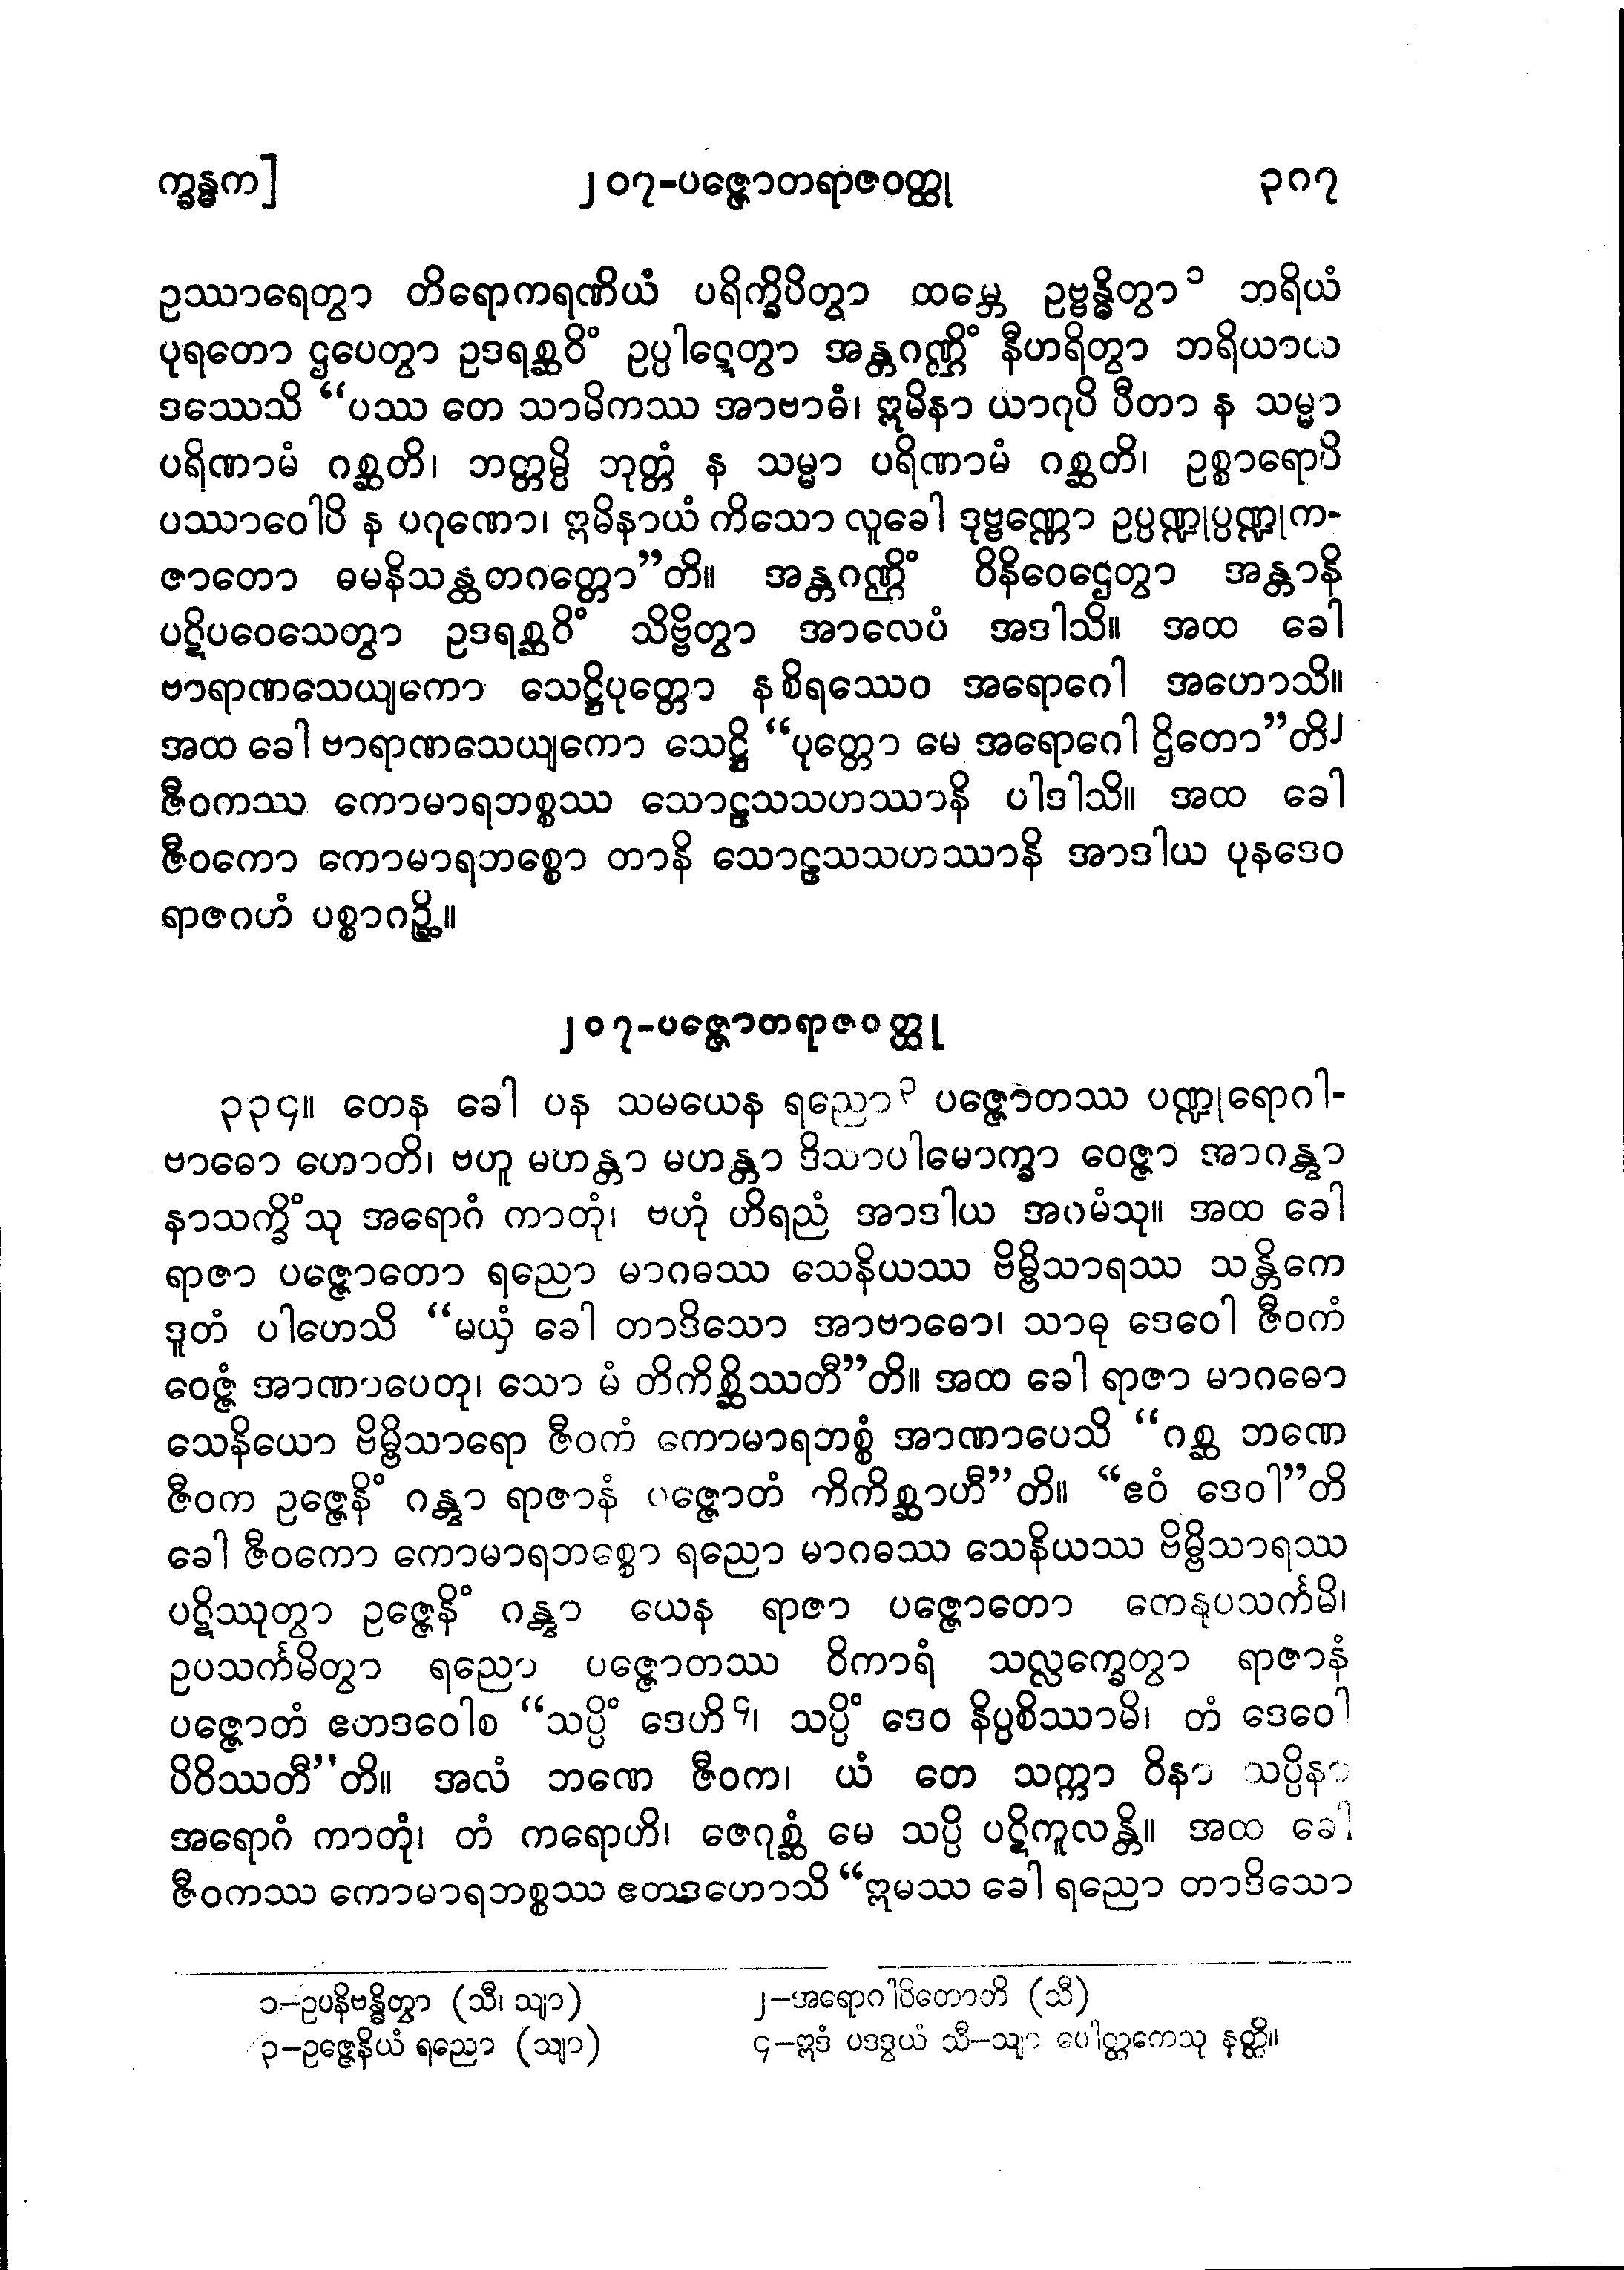 က္ခန္ဓက] ၂၀၇-ပဇ္ဇောတရာဇဝတ္ထု ၃၈၇
ဥဿာရေတွာ တိရောကရဏိယံ ပရိက္ခိပိတွာ ထမ္ဘေ ဥဗ္ဗန္ဓိတွာ ၁ ဘရိယံ
ပုရတော ဌပေတွာ ဥဒရစ္ဆဝိံ ဥပ္ပါဋေတွာ အန္တဂဏ္ဌိံ နီဟရိတွာ ဘရိယာယ
ဒဿေသိ “ပဿ တေ သာမိကဿ အာဗာဓံ၊ ဣမိနာ ယာဂုပိ ပီတာ န သမ္မာ
ပရိဏာမံ ဂစ္ဆတိ၊ ဘတ္တမ္ပိ ဘုတ္တံ န သမ္မာ ပရိဏာမံ ဂစ္ဆတိ၊ ဥစ္စာရောပိ
ပဿာဝေါပိ န ပဂုဏော၊ ဣမိနာယံ ကိသော လူခေါ ဒုဗ္ဗဏ္ဏော ဥပ္ပဏ္ဍုပ္ပဏ္ဍုက-
ဇာတော ဓမနိသန္ထတဂတ္တော”တိ။ အန္တဂဏ္ဌိံ ဝိနိဝေဌေတွာ အန္တာနိ
ပဋိပဝေသေတွာ ဥဒရစ္ဆဝိံ သိဗ္ဗိတွာ အာလေပံ အဒါသိ။ အထ ခေါ
ဗာရာဏသေယျကော သေဋ္ဌိပုတ္တော နစိရဿေဝ အရောဂေါ အဟောသိ။
အထ ခေါ ဗာရာဏသေယျကော သေဋ္ဌိ “ပုတ္တော မေ အရောဂေါ ဌိတော”တိ ၂
ဇီဝကဿ ကောမာရဘစ္စဿ သောဠသသဟဿာနိ ပါဒါသိ။ အထ ခေါ
ဇီဝကော ကောမာရဘစ္စော တာနိ သောဠသသဟဿာနိ အာဒါယ ပုနဒေဝ
ရာဇဂဟံ ပစ္စာဂဉ္ဆိ။
၂၀၇-ပဇ္ဇောတရာဇဝတ္ထု
၃၃၄။ တေန ခေါ ပန သမယေန ရညော ၃ ပဇ္ဇောတဿ ပဏ္ဍုရောဂါ-
ဗာဓော ဟောတိ၊ ဗဟူ မဟန္တာ မဟန္တာ ဒိသာပါမောက္ခာ ဝေဇ္ဇာ အာဂန္တွာ
နာသက္ခိံသု အရောဂံ ကာတုံ၊ ဗဟုံ ဟိရညံ အာဒါယ အဂမံသု။ အထ ခေါ
ရာဇာ ပဇ္ဇောတော ရညော မာဂဓဿ သေနိယဿ ဗိမ္ဗိသာရဿ သန္တိကေ
ဒူတံ ပါဟေသိ “မယှံ ခေါ တာဒိသော အာဗာဓော၊ သာဓု ဒေဝေါ ဇီဝကံ
ဝေဇ္ဇံ အာဏာပေတု၊ သော မံ တိကိစ္ဆိဿတီ”တိ။ အထ ခေါ ရာဇာ မာဂဓော
သေနိယော ဗိမ္ဗိသာရော ဇီဝကံ ကောမာရဘစ္စံ အာဏာပေသိ “ဂစ္ဆ ဘဏေ
ဇီဝက ဥဇ္ဇေနိံ ဂန္တွာ ရာဇာနံ ပဇ္ဇောတံ တိကိစ္ဆာဟီ”တိ။ “ဧဝံ ဒေဝါ”တိ
ခေါ ဇီဝကော ကောမာရဘစ္စော ရညော မာဂဓဿ သေနိယဿ ဗိမ္ဗိသာရဿ
ပဋိဿုတွာ ဥဇ္ဇေနိံ ဂန္တွာ ယေန ရာဇာ ပဇ္ဇောတော တေနုပသင်္ကမိ၊
ဥပသင်္ကမိတွာ ရညော ပဇ္ဇောတဿ ဝိကာရံ သလ္လက္ခေတွာ ရာဇာနံ
ပဇ္ဇောတံ ဧတဒဝေါစ “သပ္ပိံ ဒေဟိ ၄၊ သပ္ပိံ ဒေဝ နိပ္ပစိဿာမိ၊ တံ ဒေဝေါ
ပိဝိဿတီ”တိ။ အလံ ဘဏေ ဇီဝက၊ ယံ တေ သက္ကာ ဝိနာ သပ္ပိနာ
အရောဂံ ကာတုံ၊ တံ ကရောဟိ၊ ဇေဂုစ္ဆံ မေ သပ္ပိ ပဋိကူလန္တိ။ အထ ခေါ
ဇီဝကဿ ကောမာရဘစ္စဿ ဧတဒဟောသိ “ဣမဿ ခေါ ရညော တာဒိသော
၁–ဥပနိဗန္ဓိတွာ (သီ၊ သျာ) ၂–အရောဂါပိတောတိ (သီ)
၃–ဥဇ္ဇေနိယံ ရညော (သျာ) ၄–ဣဒံ ပဒဒွယံ သီ–သျာ ပေါတ္ထကေသု နတ္ထိ။